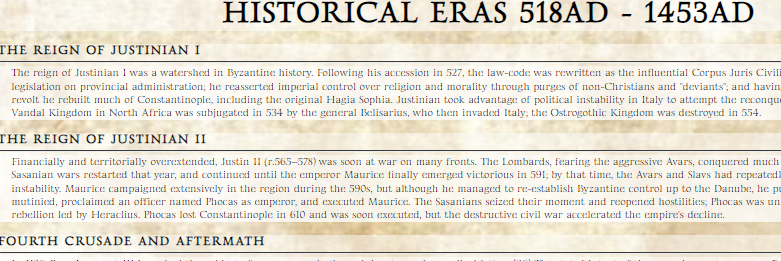 HISTORICAL ERAS 518AD - 1453AD
THE REIGN OF JUSTINIAN I
The reign of Justinian I was a watershed in Byzantine history. Following his accession in 527, the law-code was rewritten as the influential Corpus Juris Civili
legislation on provincial administration; he reasserted imperial control over religion and morality through purges of non-Christians and "deviants"; and having
revolt he rebuilt much of Constantinople, including the original Hagia Sophia. Justinian took advantage of political instability in Italy to attempt the reconqu
Vandal Kingdom in North Africa was subjugated in 534 by the general Belisarius, who then invaded Italy; the Ostrogothic Kingdom was destroyed in 554.
THE REIGN OF JUSTINIAN II
Financially and territorially overextended, Justin II (r.565–578) was soon at war on many fronts. The Lombards, fearing the aggressive Avars, conquered much
Sasanian wars restarted that year, and continued until the emperor Maurice finally emerged victorious in 591; by that time, the Avars and Slavs had repeatedl
instability. Maurice campaigned extensively in the region during the 590s, but although he managed to re-establish Byzantine control up to the Danube, he pu
mutinied, proclaimed an officer named Phocas as emperor, and executed Maurice. The Sasanians seized their moment and reopened hostilities; Phocas was un
rebellion led by Heraclius. Phocas lost Constantinople in 610 and was soon executed, but the destructive civil war accelerated the empire's decline.
FOURTH CRUSADE AND AFTERMATH